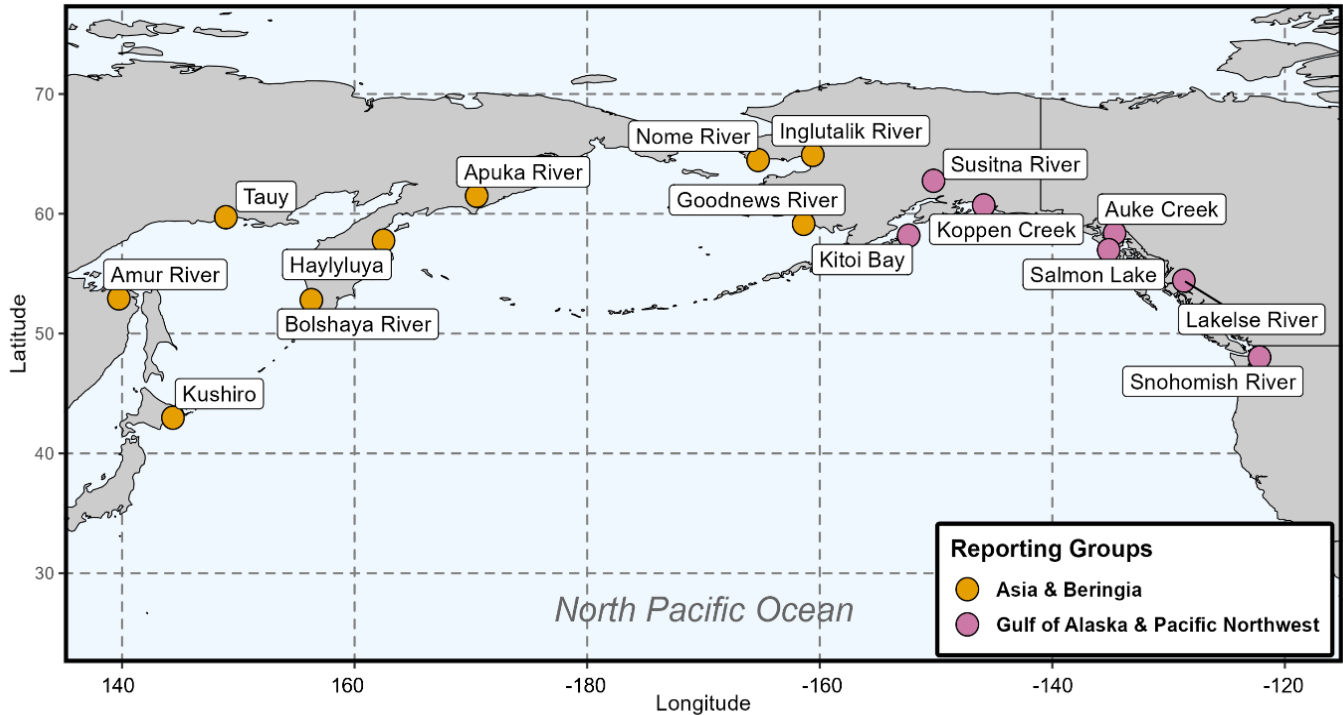 70
60
50
40
30
Latitude
Nome River
Inglutalik River
Susitna River
Apuka River
Tauy
Goodnews River
Auke Creek
Koppen Creek
Kitoi Bay
Haylyluya
Amur River
Salmon Lake
Bolshaya River
Lakelse River
Snohomish River
Kushiro
North Pacific Ocean
Reporting Groups
Asia & Beringia
Gulf of Alaska & Pacific Northwest
140
160
-180
-160
-140
-120
Longitude